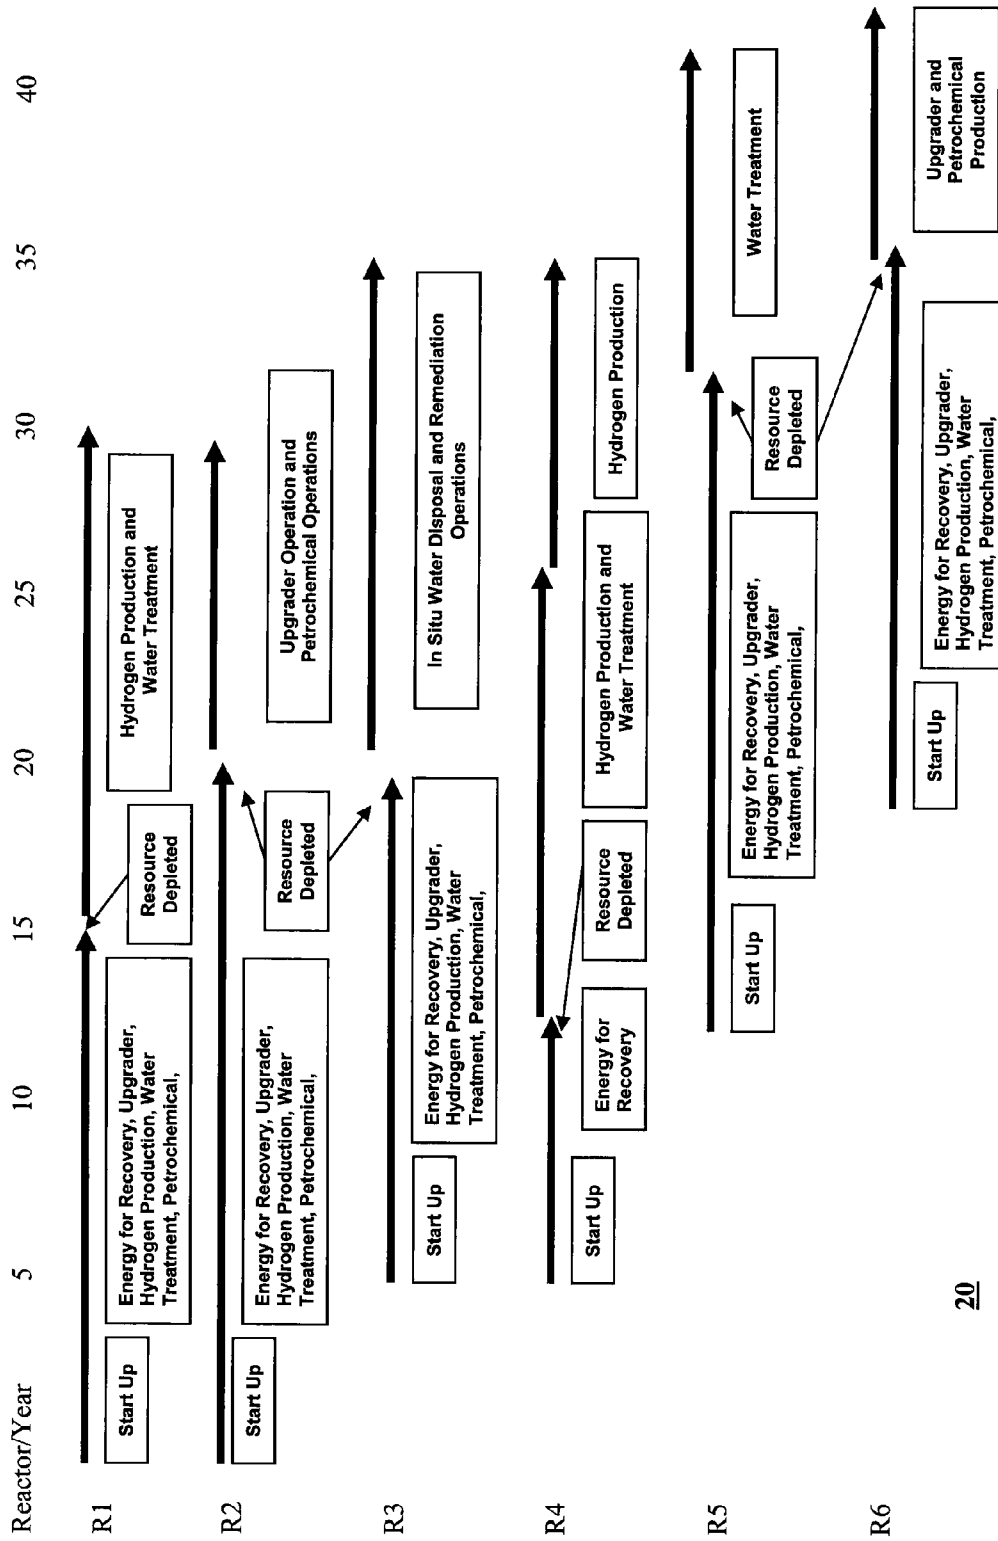 Reactor/Year 5 10 15 20 25 30 35 40
R1
Start Up
Energy for Recovery, Upgrader,
Hydrogen Production, Water
Treatment, Petrochemical,
Resource
Depleted
Hydrogen Production and
Water Treatment
R2
Start Up
Energy for Recovery, Upgrader,
Hydrogen Production, Water
Treatment, Petrochemical,
Resource
Depleted
Upgrader Operation and
Petrochemical Operations
R3
Start Up
Energy for Recovery, Upgrader,
Hydrogen Production, Water
Treatment, Petrochemical,
In Situ Water Disposal and Remediation
Operations
R4
Start Up
Energy for
Recovery
Resource
Depleted
Hydrogen Production and
Water Treatment
Hydrogen Production
R5
Start Up
Energy for Recovery, Upgrader,
Hydrogen Production, Water
Treatment, Petrochemical,
Resource
Depleted
Water Treatment
R6
Start Up
Energy for Recovery, Upgrader,
Hydrogen Production, Water
Treatment, Petrochemical,
Upgrader and
Petrochemical
Production
20